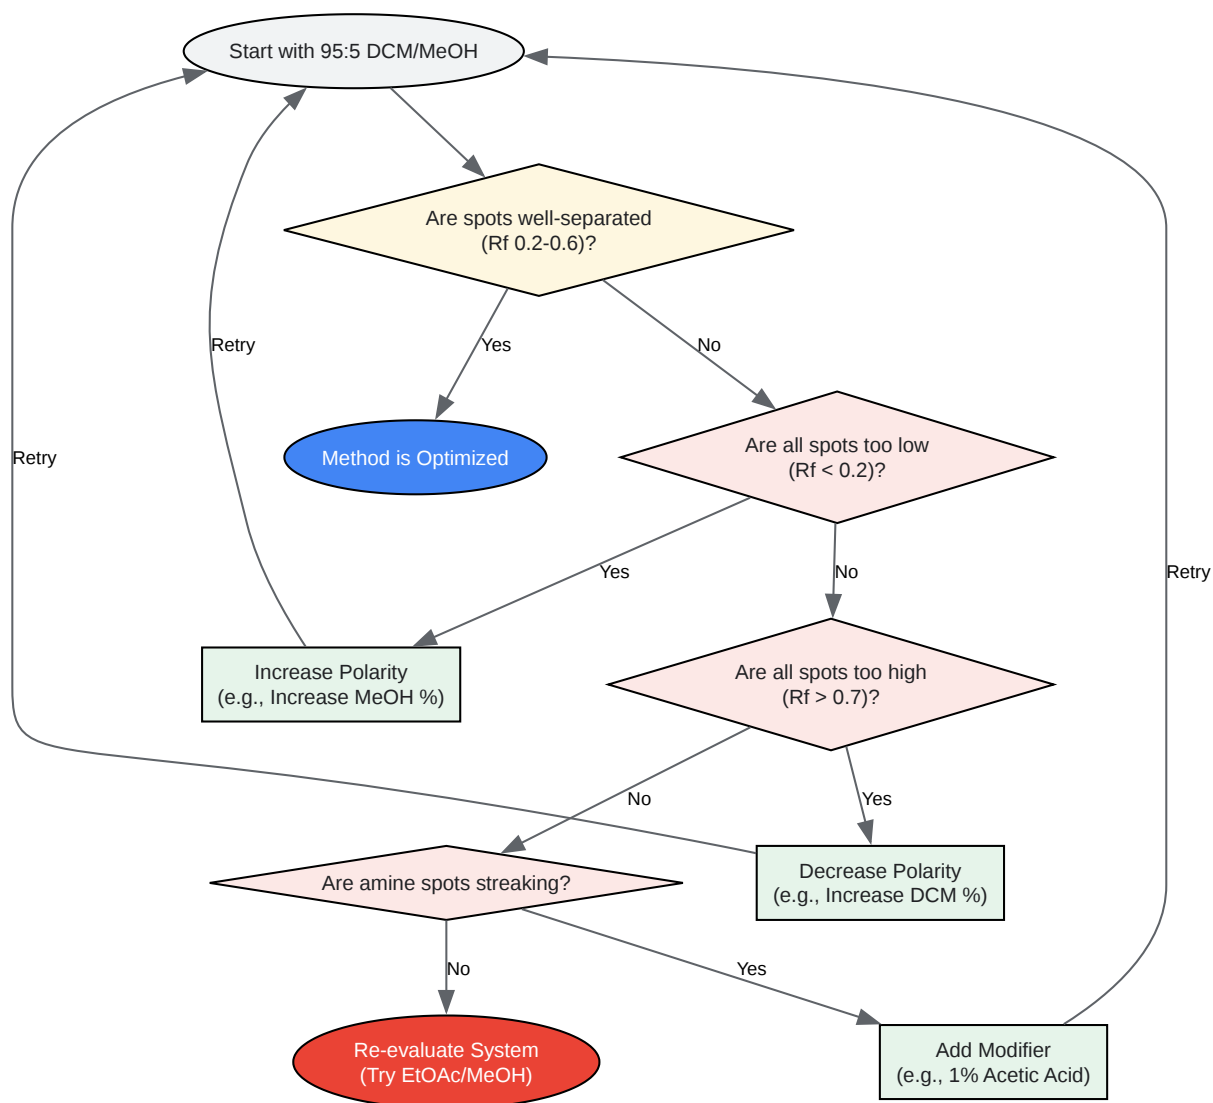 Start with 95:5 DCM/MeOH
Are spots well-separated
(Rf 0.2-0.6)?
Retry
Yes
No
Retry
Method is Optimized
Are all spots too low
(Rf < 0.2)?
Retry
Yes
No
Increase Polarity
(e.g., Increase MeOH %)
Are all spots too high
(Rf > 0.7)?
No
Yes
Are amine spots streaking?
Decrease Polarity
(e.g., Increase DCM %)
No
Yes
Re-evaluate System
(Try EtOAc/MeOH)
Add Modifier
(e.g., 1% Acetic Acid)